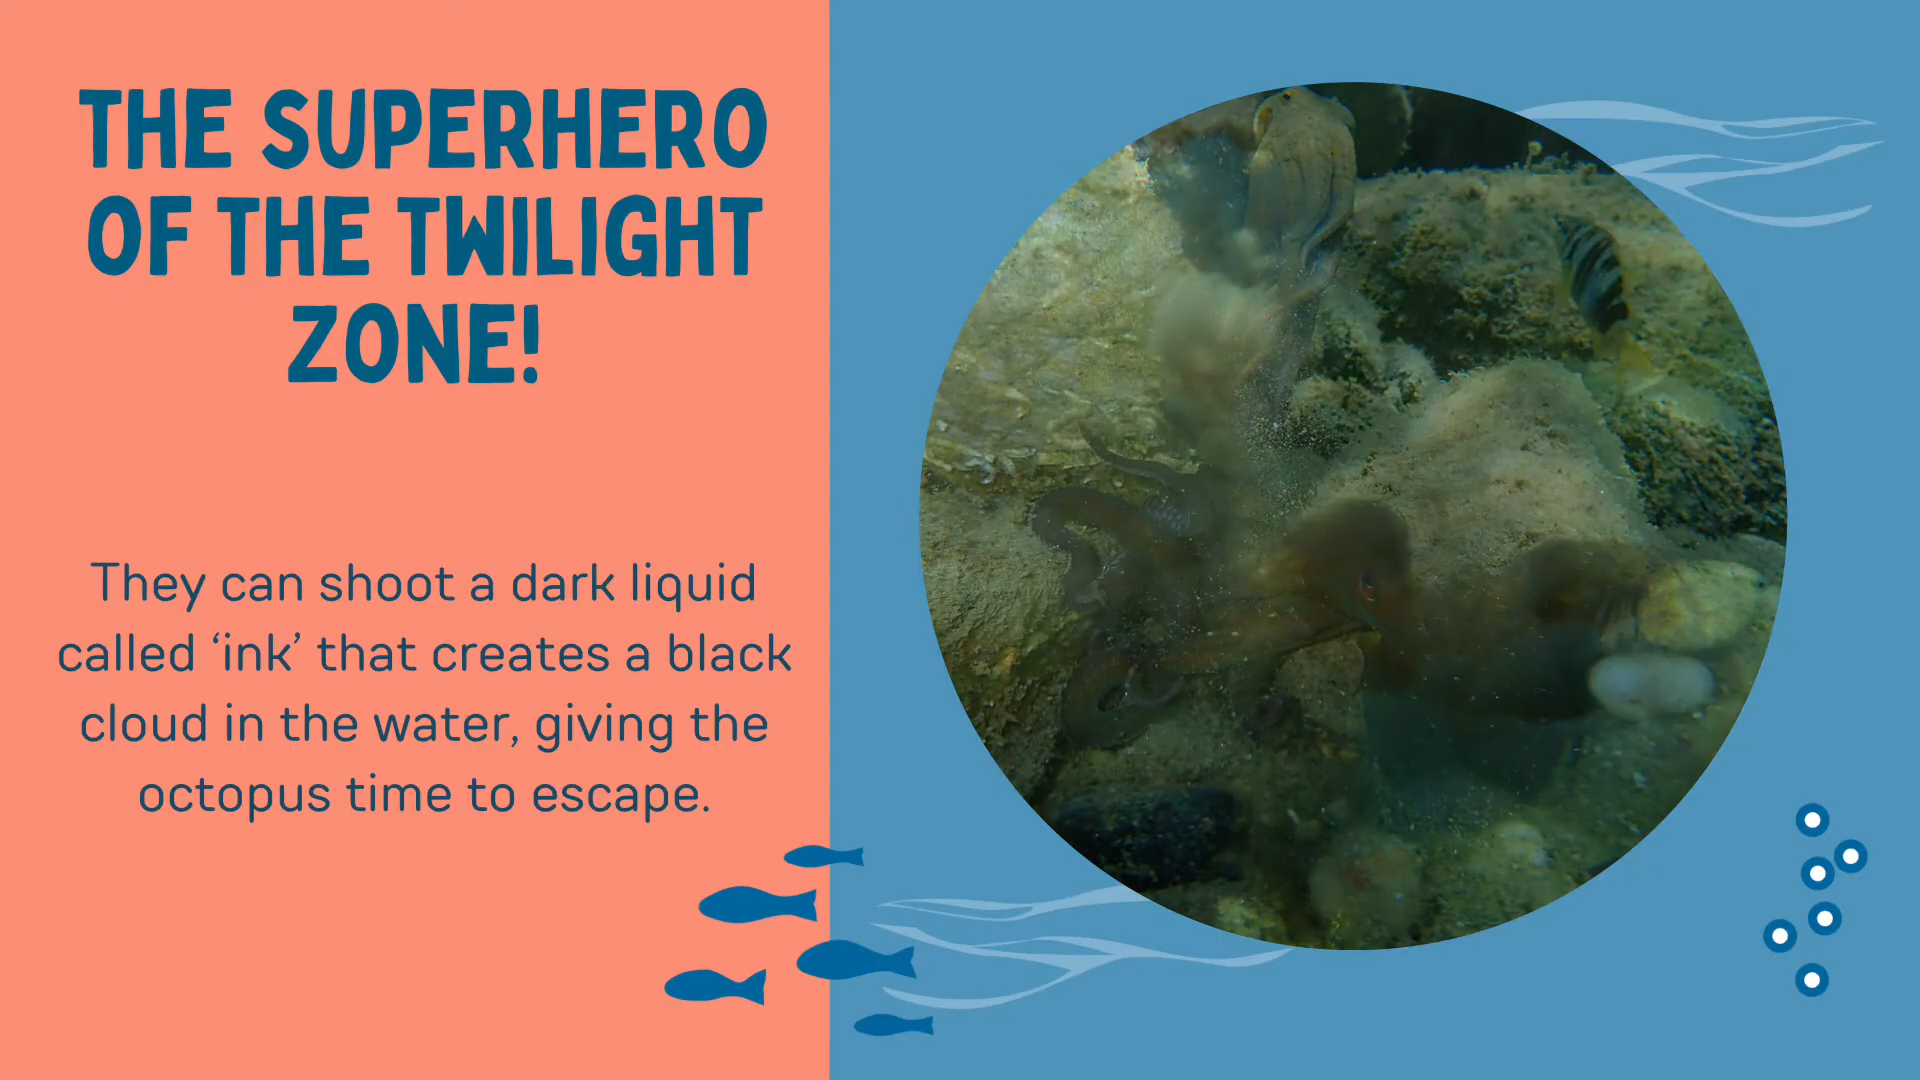 THE SUPERHERO
OF THE TWILIGHT
ZONE!
They can shoot a dark liquid
called ‘ink’ that creates a black
cloud in the water, giving the
octopus time to escape.